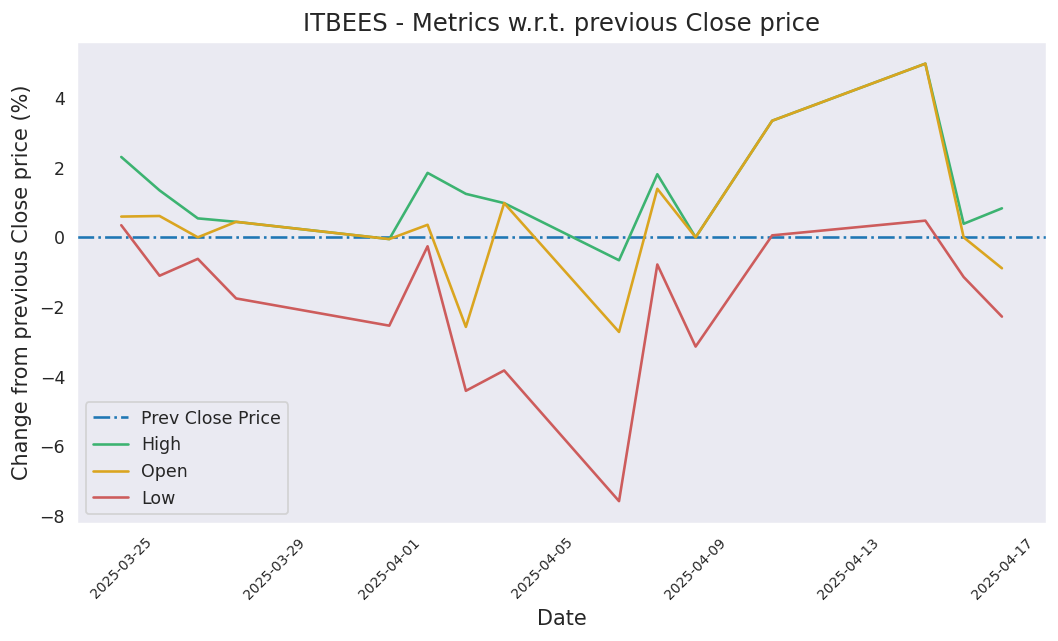 ITBEES - Metrics w.r.t. previous Close price
Change from previous Close price (%)
4
2
0
−2
−4
−6
−8
Prev Close Price
High
Open
Low
2025-03-25
2025-03-29
2025-04-01
2025-04-05
2025-04-09
2025-04-13
2025-04-17
Date